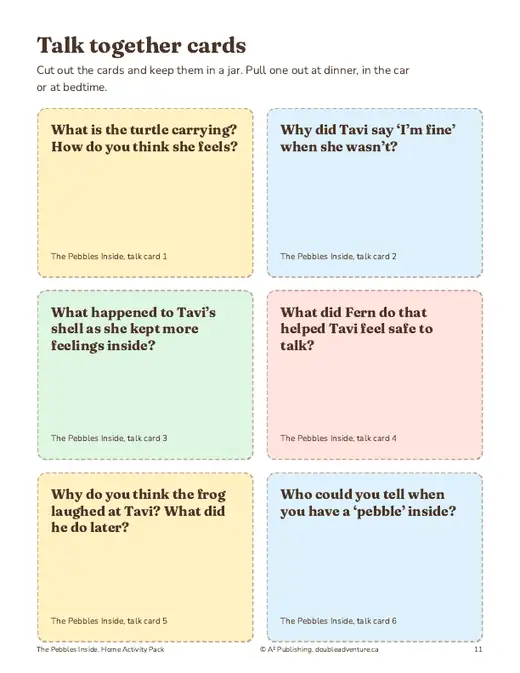 Talk together cards
Cut out the cards and keep them in a jar. Pull one out at dinner, in the car
or at bedtime.
What is the turtle carrying?
How do you think she feels?
The Pebbles Inside, talk card 1
Why did Tavi say ‘I’m fine’
when she wasn’t?
The Pebbles Inside, talk card 2
What happened to Tavi’s
shell as she kept more
feelings inside?
The Pebbles Inside, talk card 3
What did Fern do that
helped Tavi feel safe to
talk?
The Pebbles Inside, talk card 4
Why do you think the frog
laughed at Tavi? What did
he do later?
The Pebbles Inside, talk card 5
Who could you tell when
you have a ‘pebble’ inside?
The Pebbles Inside, talk card 6
The Pebbles Inside. Home Activity Pack
© A² Publishing. doubleadventure.ca
11